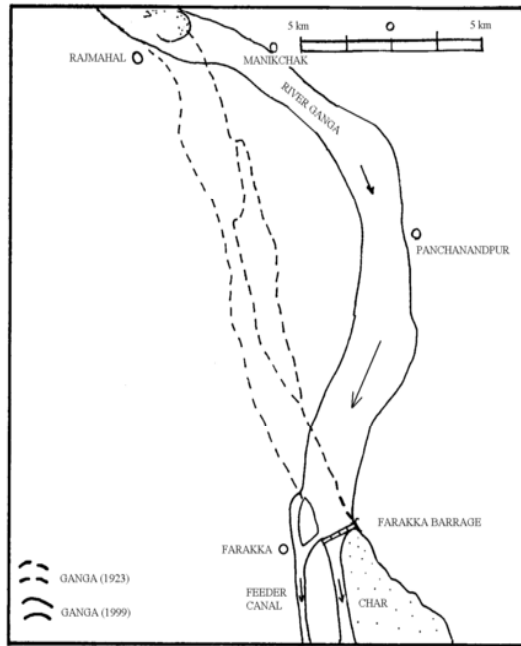 5 km
5 km
RAJMAHAL
MANIKCHAK
RIVER GANGA
PANCHANANDPUR
FARAKKA BARRAGE
FARAKKA
FEEDER
CANAL
CHAR
GANGA (1923)
GANGA (1999)